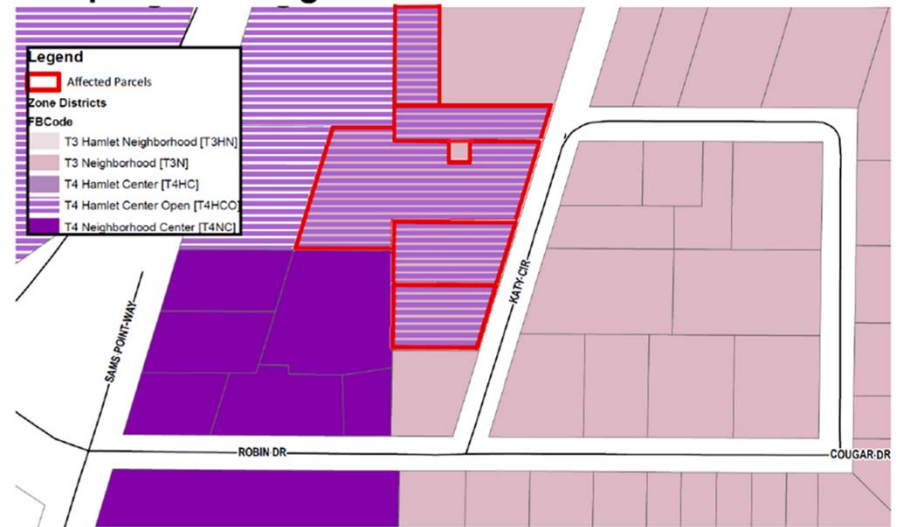 Legend
Affected Parcels
Zone Districts
FBCode
T3 Hamlet Neighborhood [T3HN]
T3 Neighborhood [T3N]
T4 Hamlet Center [T4HC]
T4 Hamlet Center Open [T4HCO]
T4 Neighborhood Center [T4NC]
KATY CIR
SAMS POINT WAY
ROBIN DR
COUGAR DR